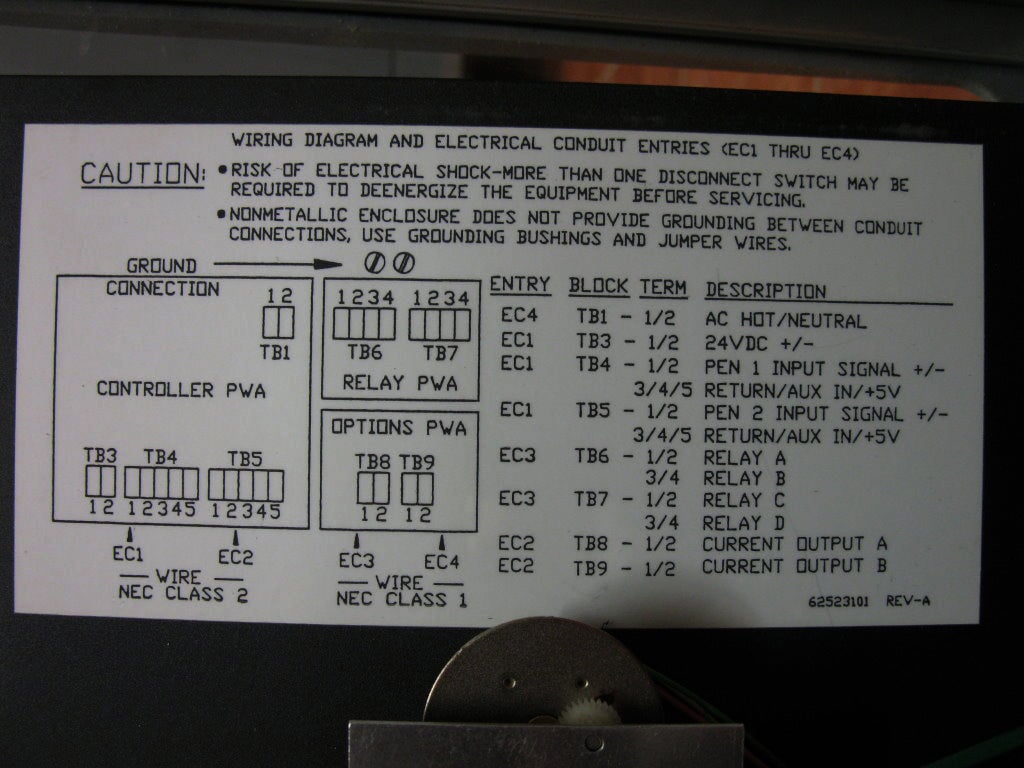 WIRING DIAGRAM AND ELECTRICAL CONDUIT ENTRIES (EC1 THRU EC4)
CAUTION: •RISK OF ELECTRICAL SHOCK-MORE THAN ONE DISCONNECT SWITCH MAY BE
REQUIRED TO DEENERGIZE THE EQUIPMENT BEFORE SERVICING.
•NONMETALLIC ENCLOSURE DOES NOT PROVIDE GROUNDING BETWEEN CONDUIT
CONNECTIONS, USE GROUNDING BUSHINGS AND JUMPER WIRES.
GROUND
CONNECTION
1 2
TB1
CONTROLLER PWA
TB3 TB4 TB5
1 2 1 2 3 4 5 1 2 3 4 5
EC1 EC2
WIRE
NEC CLASS 2
1 2 3 4 1 2 3 4
TB6 TB7
RELAY PWA
OPTIONS PWA
TB8 TB9
1 2 1 2
EC3 EC4
WIRE
NEC CLASS 1
ENTRY BLOCK TERM DESCRIPTION
EC4 TB1 - 1/2 AC HOT/NEUTRAL
EC1 TB3 - 1/2 24VDC +/-
EC1 TB4 - 1/2 PEN 1 INPUT SIGNAL +/-
3/4/5 RETURN/AUX IN/+5V
EC1 TB5 - 1/2 PEN 2 INPUT SIGNAL +/-
3/4/5 RETURN/AUX IN/+5V
EC3 TB6 - 1/2 RELAY A
3/4 RELAY B
EC3 TB7 - 1/2 RELAY C
3/4 RELAY D
EC2 TB8 - 1/2 CURRENT OUTPUT A
EC2 TB9 - 1/2 CURRENT OUTPUT B
62523101 REV-A